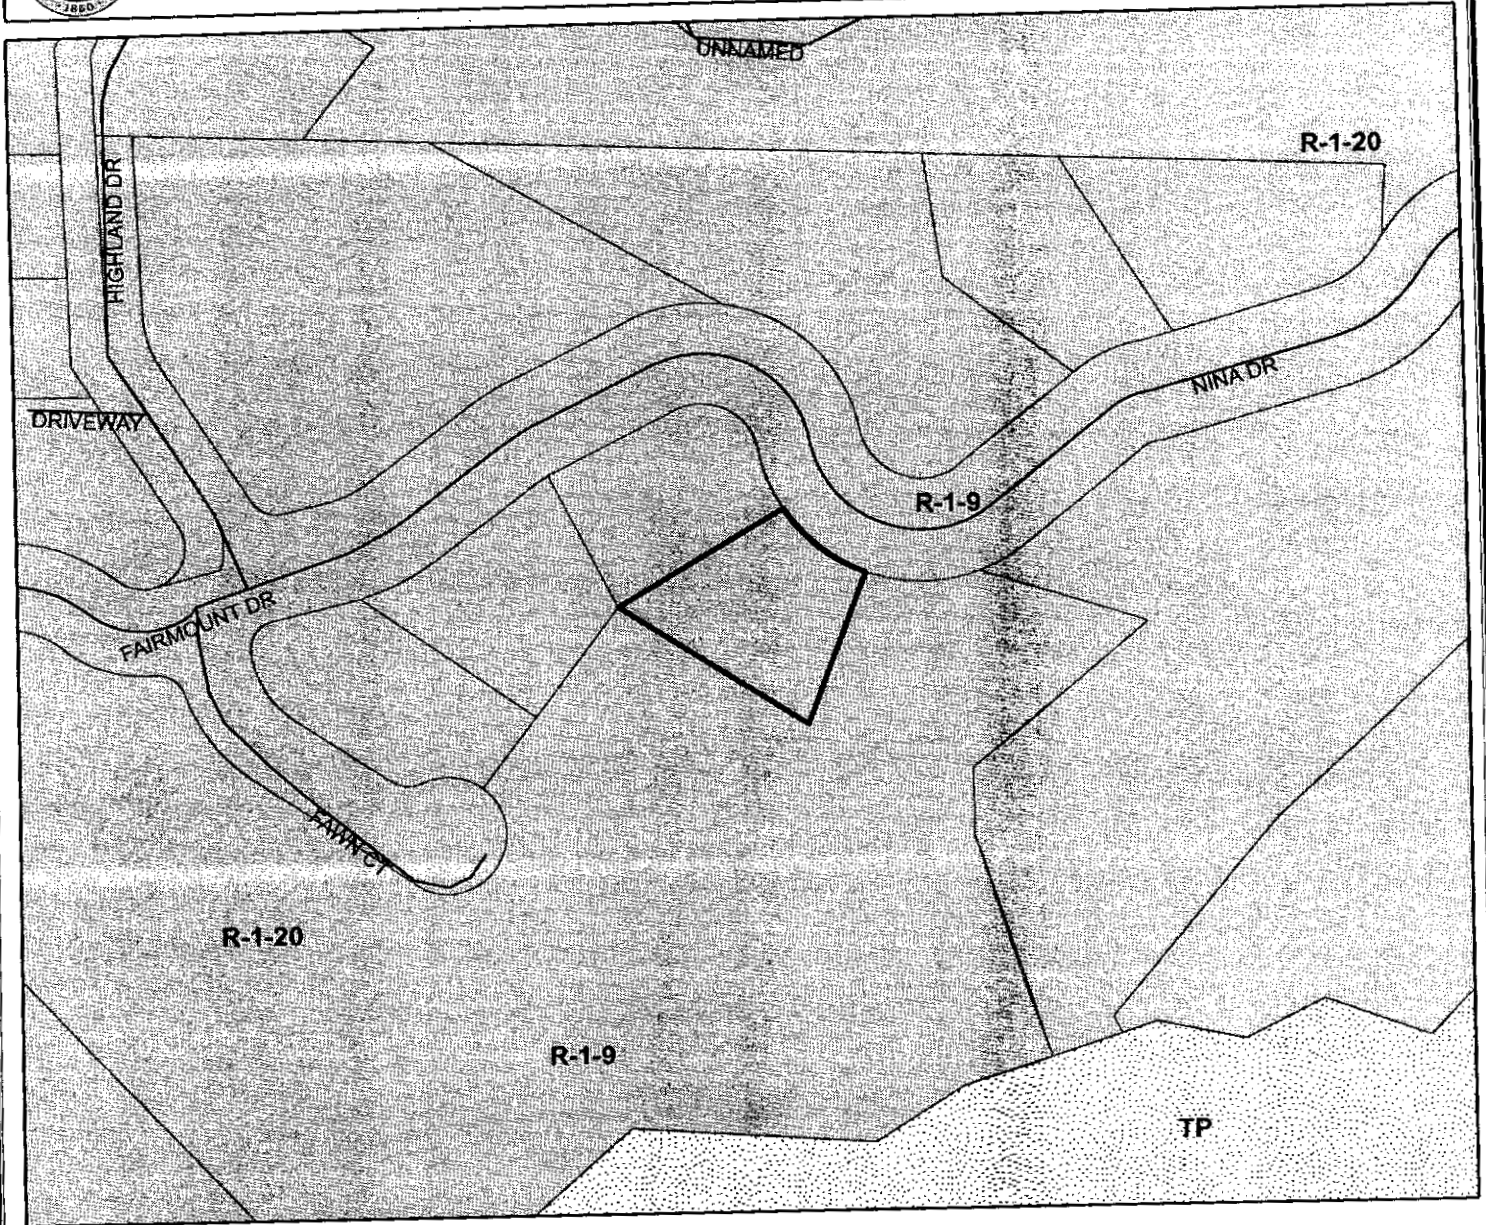 1860
UNNAMED
R-1-20
HIGHLAND DR
NINA DR
DRIVEWAY
R-1-9
FAIRMOUNT DR
FAWN CT
R-1-20
R-1-9
TP